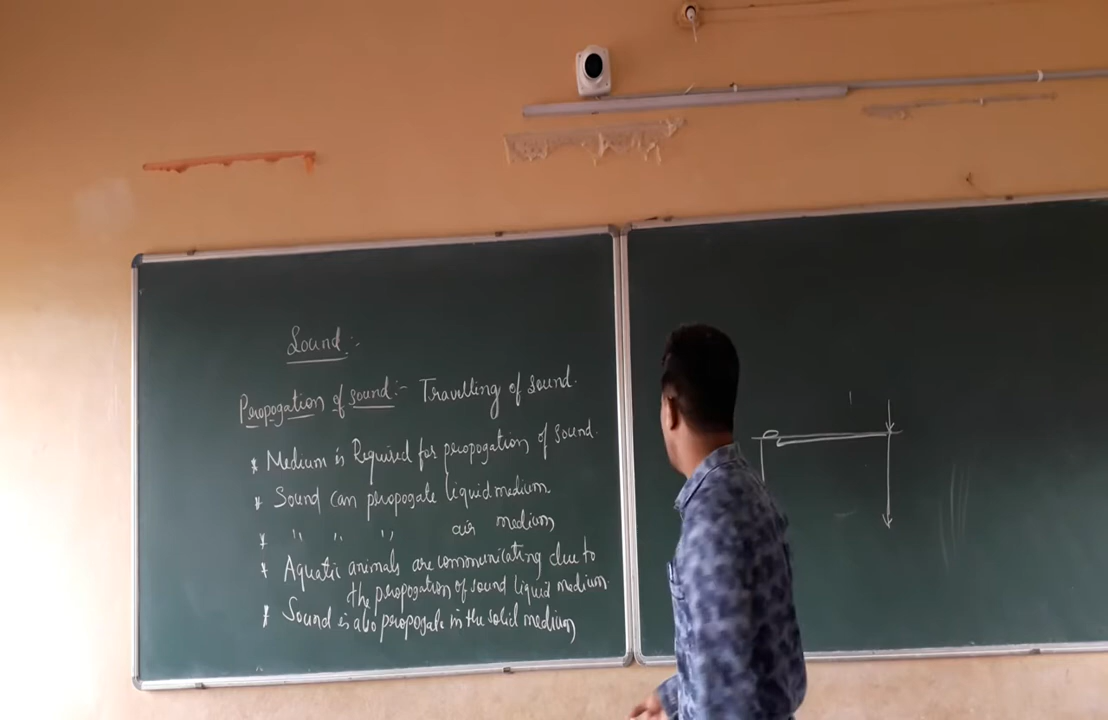 Sound:-
Propogation of sound:- Travelling of sound.
* Medium is Required for propogation of sound.
* Sound can propogate liquid medium.
* " " " air medium
* Aquatic animals are communicating due to
the propogation of sound liquid medium.
* Sound is also propogate in the solid medium